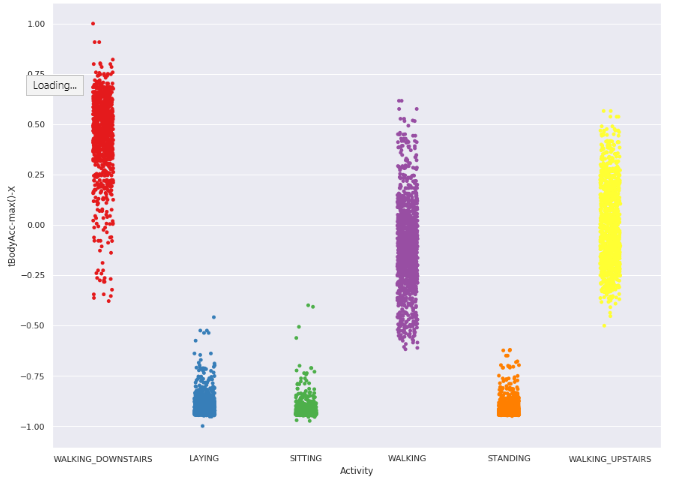 1.00
0.75
Loading...
0.50
0.25
0.00
−0.25
−0.50
−0.75
−1.00
tBodyAcc-max()-X
WALKING_DOWNSTAIRS LAYING SITTING WALKING STANDING WALKING_UPSTAIRS
Activity